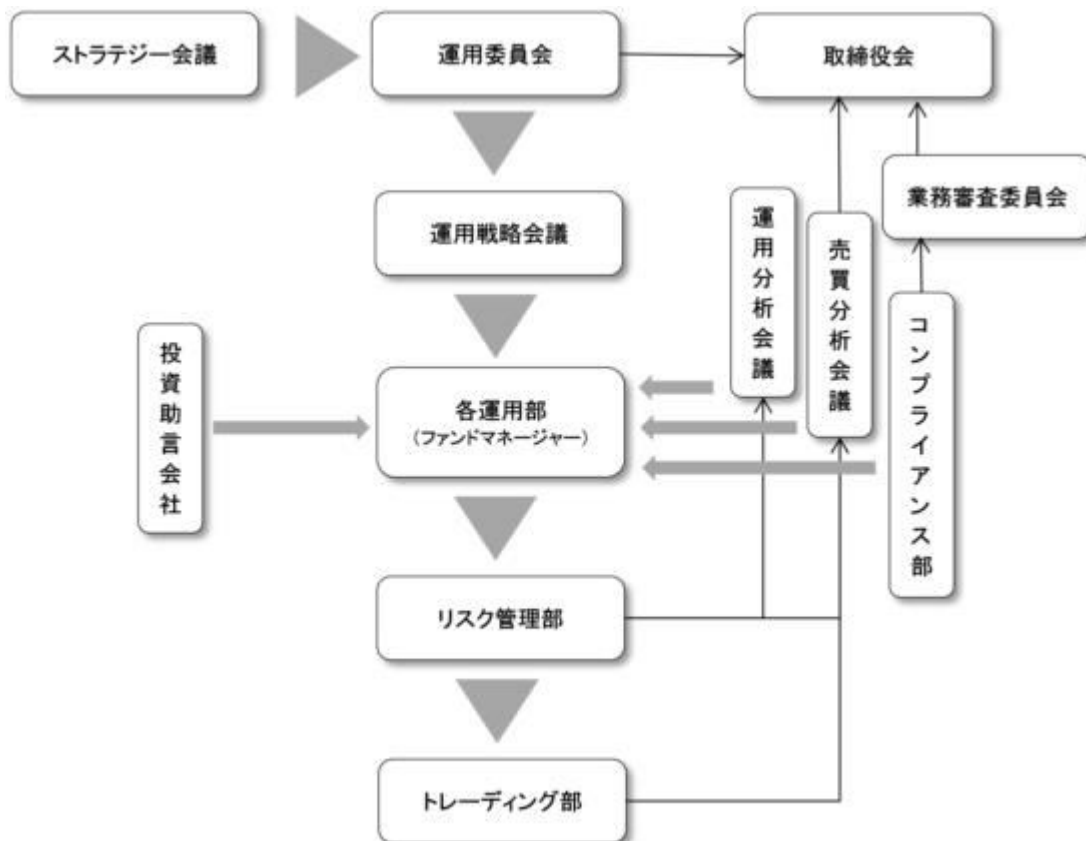 ストラテジー会議
運用委員会
取締役会
業務審査委員会
運用戦略会議
運用分析会議
売買分析会議
コンプライアンス部
投資助言会社
各運用部
(ファンドマネージャー)
リスク管理部
トレーディング部